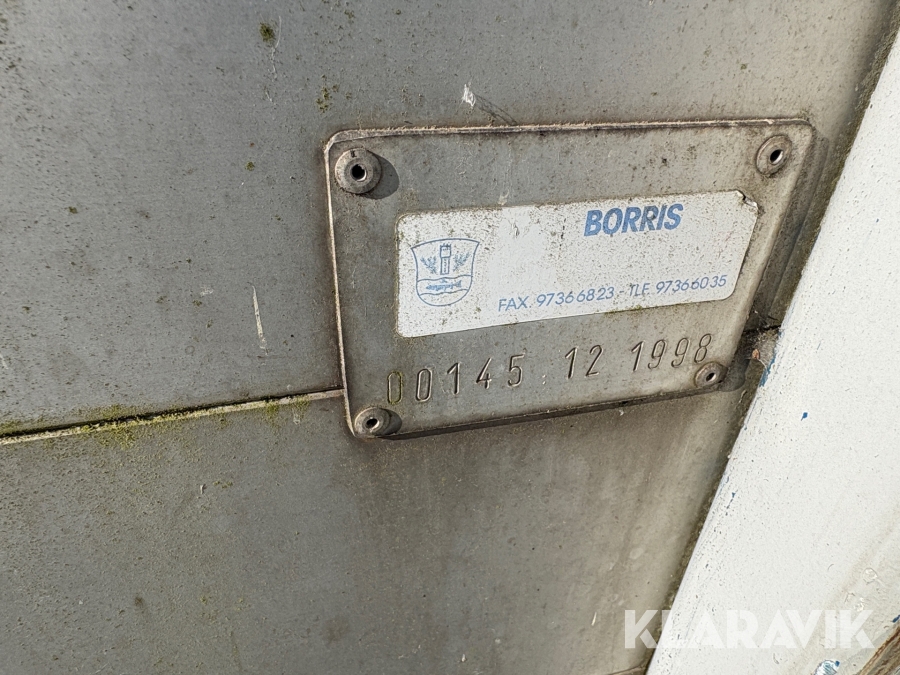 BORRIS
FAX. 97366823 - TLF. 97366035
00145 12 1998
KLARAVIK